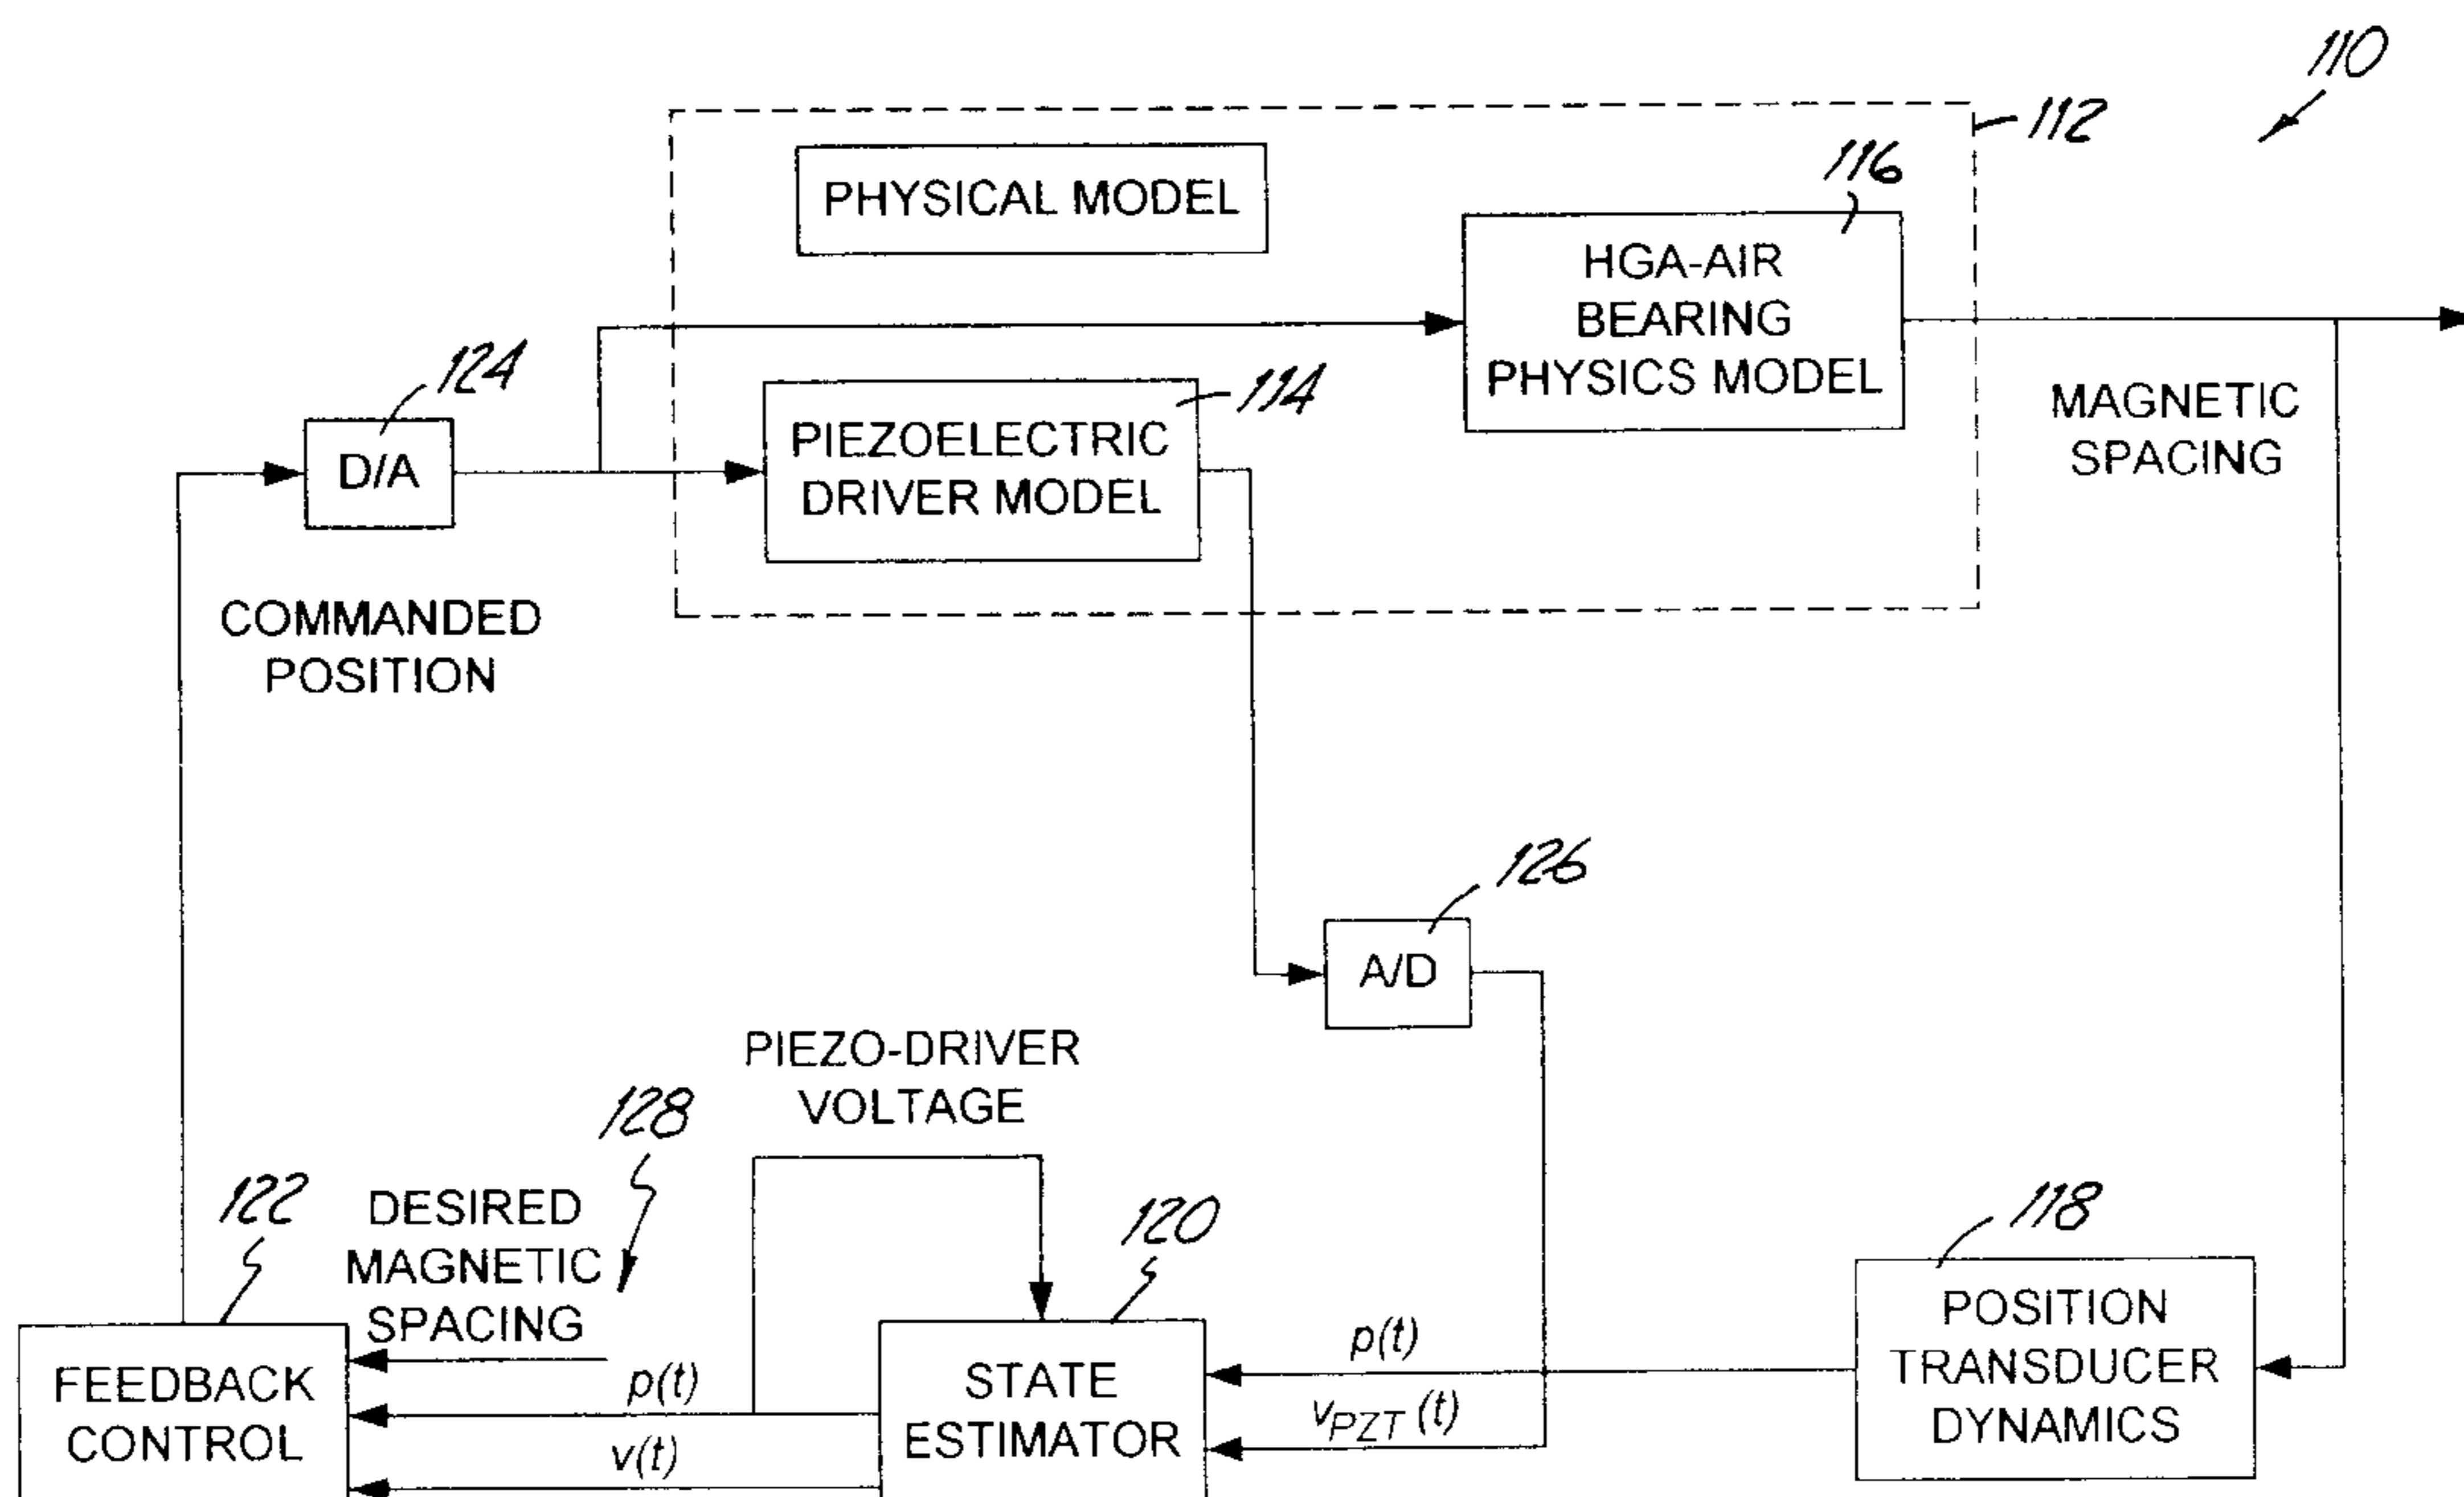 110
112
PHYSICAL MODEL
116
HGA-AIR
BEARING
PHYSICS MODEL
124
D/A
114
PIEZOELECTRIC
DRIVER MODEL
MAGNETIC
SPACING
COMMANDED
POSITION
126
A/D
PIEZO-DRIVER
VOLTAGE
128
122
DESIRED
MAGNETIC
SPACING
120
118
FEEDBACK
CONTROL
p(t)
v(t)
STATE
ESTIMATOR
p(t)
vPZT (t)
POSITION
TRANSDUCER
DYNAMICS